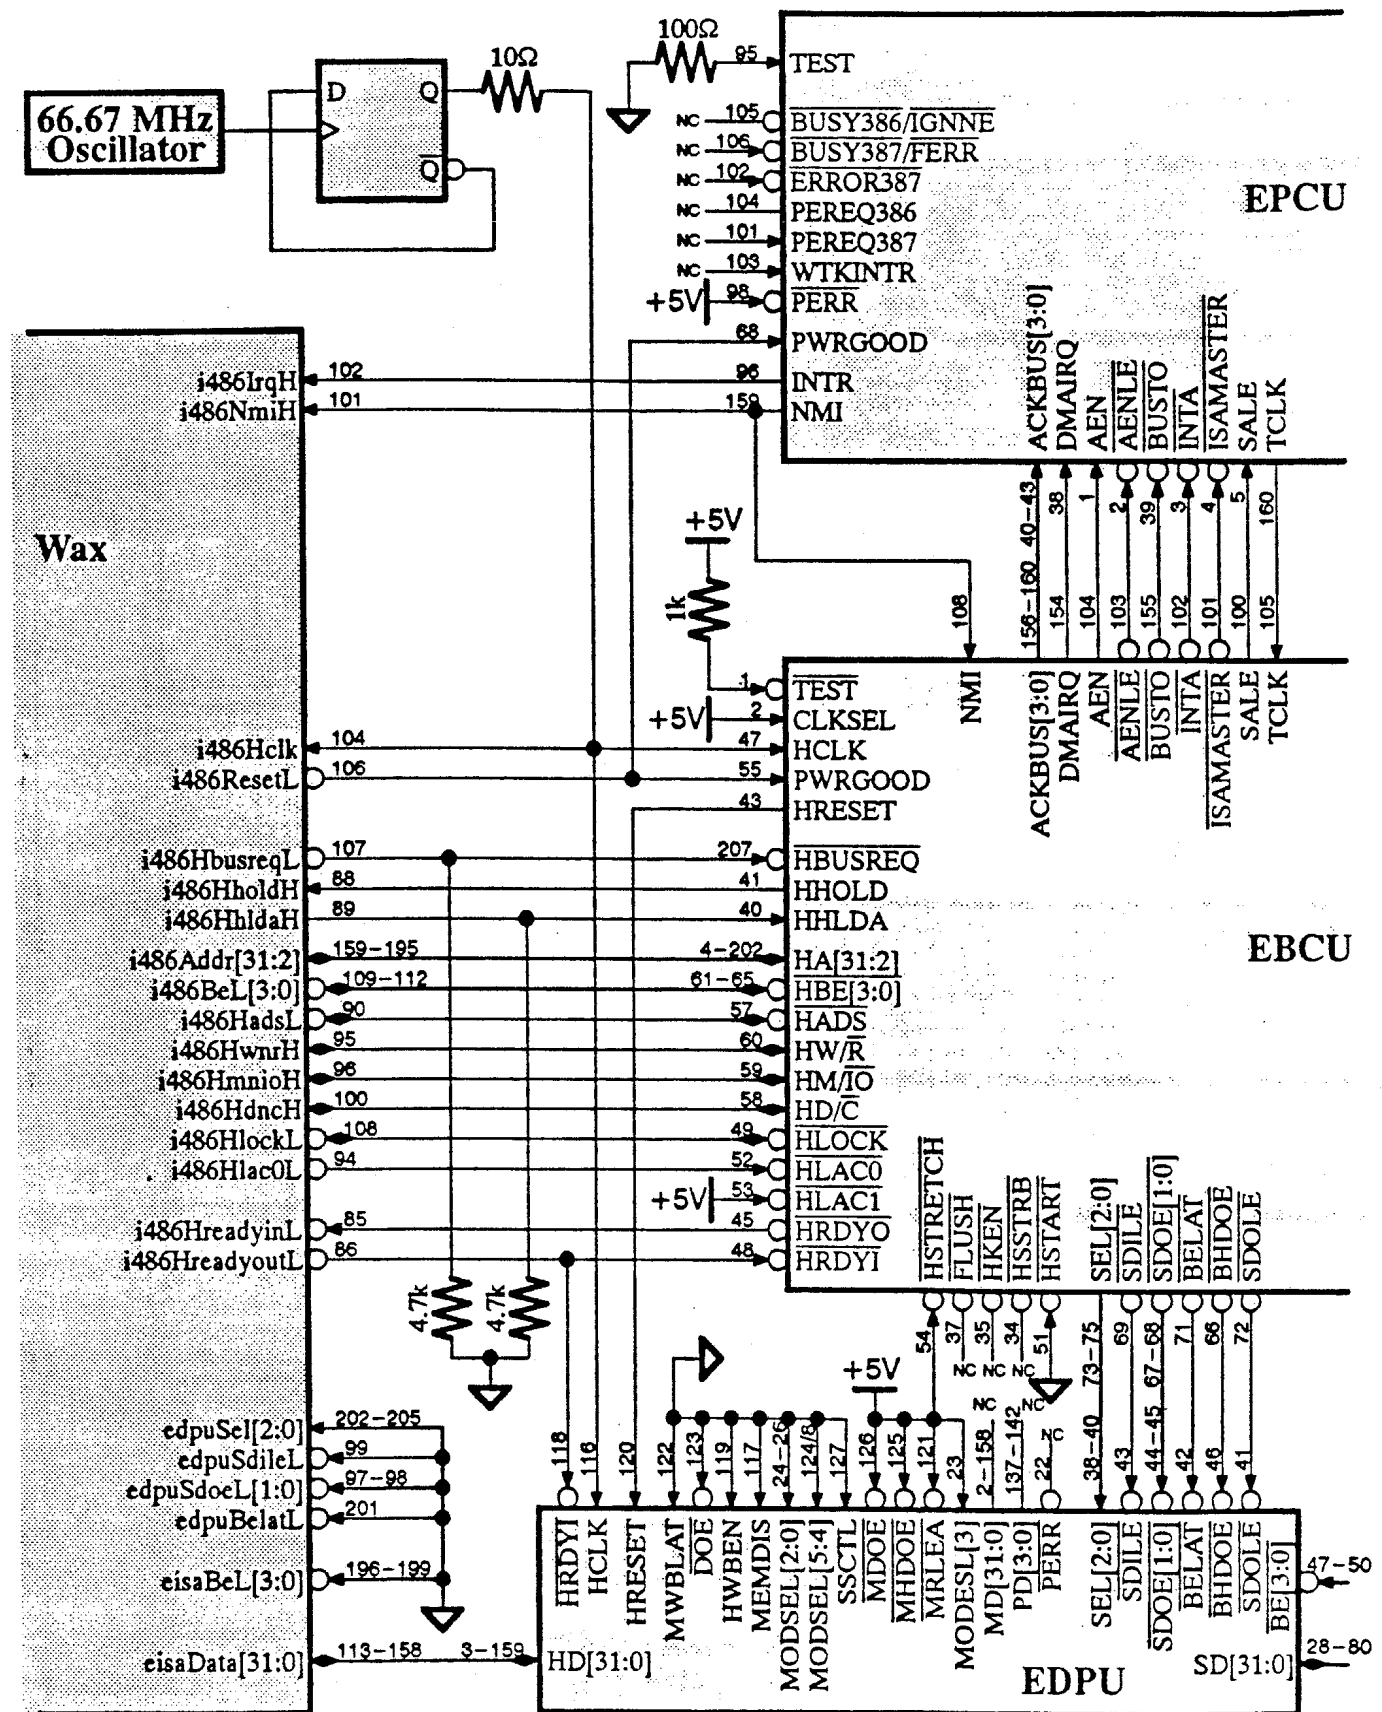 100Ω
95 TEST
10Ω
D Q
Q
66.67 MHz
Oscillator
NC 105 BUSY386/IGNNE
NC 106 BUSY387/FERR
NC 102 ERROR387
NC 104 PEREQ386
NC 101 PEREQ387
NC 103 WTKINTR
+5V 98 PERR
68 PWRGOOD
EPCU
i486IrqH 102 96 INTR
i486NmiH 101 159 NMI
ACKBUS[3:0]
DMAIRQ
AEN
AENLE
BUSTO
INTA
ISAMASTER
SALE
TCLK
156-160 40-43
154 38
104 1
103 2
155 39
102 3
101 4
100 5
105 160
Wax
+5V
1k
108
NMI
ACKBUS[3:0]
DMAIRQ
AEN
AENLE
BUSTO
INTA
ISAMASTER
SALE
TCLK
1 TEST
+5V 2 CLKSEL
i486Hclk 104 47 HCLK
i486ResetL 106 55 PWRGOOD
43 HRESET
i486HbusreqL 107 207 HBUSREQ
i486HholdH 88 41 HHOLD
i486HhldaH 89 40 HHLDA
EBCU
i486Addr[31:2] 159-195 4-202 HA[31:2]
i486BeL[3:0] 109-112 61-65 HBE[3:0]
i486HadsL 90 57 HADS
i486HwnrH 95 60 HW/R
i486HmnioH 96 59 HM/IO
i486HdncH 100 58 HD/C
i486HlockL 108 49 HLOCK
i486Hlac0L 94 52 HLAC0
+5V 53 HLAC1
i486HreadyinL 85 45 HRDYO
i486HreadyoutL 86 48 HRDYI
HSTRETCH
FLUSH
HKEN
HSSTRB
HSTART
SEL[2:0]
SDILE
SDOE[1:0]
BELAT
BHDOE
SDOLE
4.7k
4.7k
54
37
35
34
51
NC NC NC
73-75
69
67-68
71
66
72
+5V
NC
NC
NC
edpuSel[2:0] 202-205
edpuSdileL 99
edpuSdoeL[1:0] 97-98
edpuBelatL 201
eisaBeL[3:0] 196-199
118
116
120
122
123
119
117
24-26
124/8
127
126
125
121
23
2-158
137-142
22
38-40
43
44-45
42
46
41
HRDYI
HCLK
HRESET
MWBLAT
DOE
HWBEN
MEMDIS
MODSEL[2:0]
MODSEL[5:4]
SSCTL
MDOE
MHDOE
MRLEA
MODESL[3]
MD[31:0]
PD[3:0]
PERR
SEL[2:0]
SDILE
SDOE[1:0]
BELAT
BHDOE
SDOLE
BE[3:0]
47-50
eisaData[31:0] 113-158 3-159 HD[31:0]
SD[31:0] 28-80
EDPU